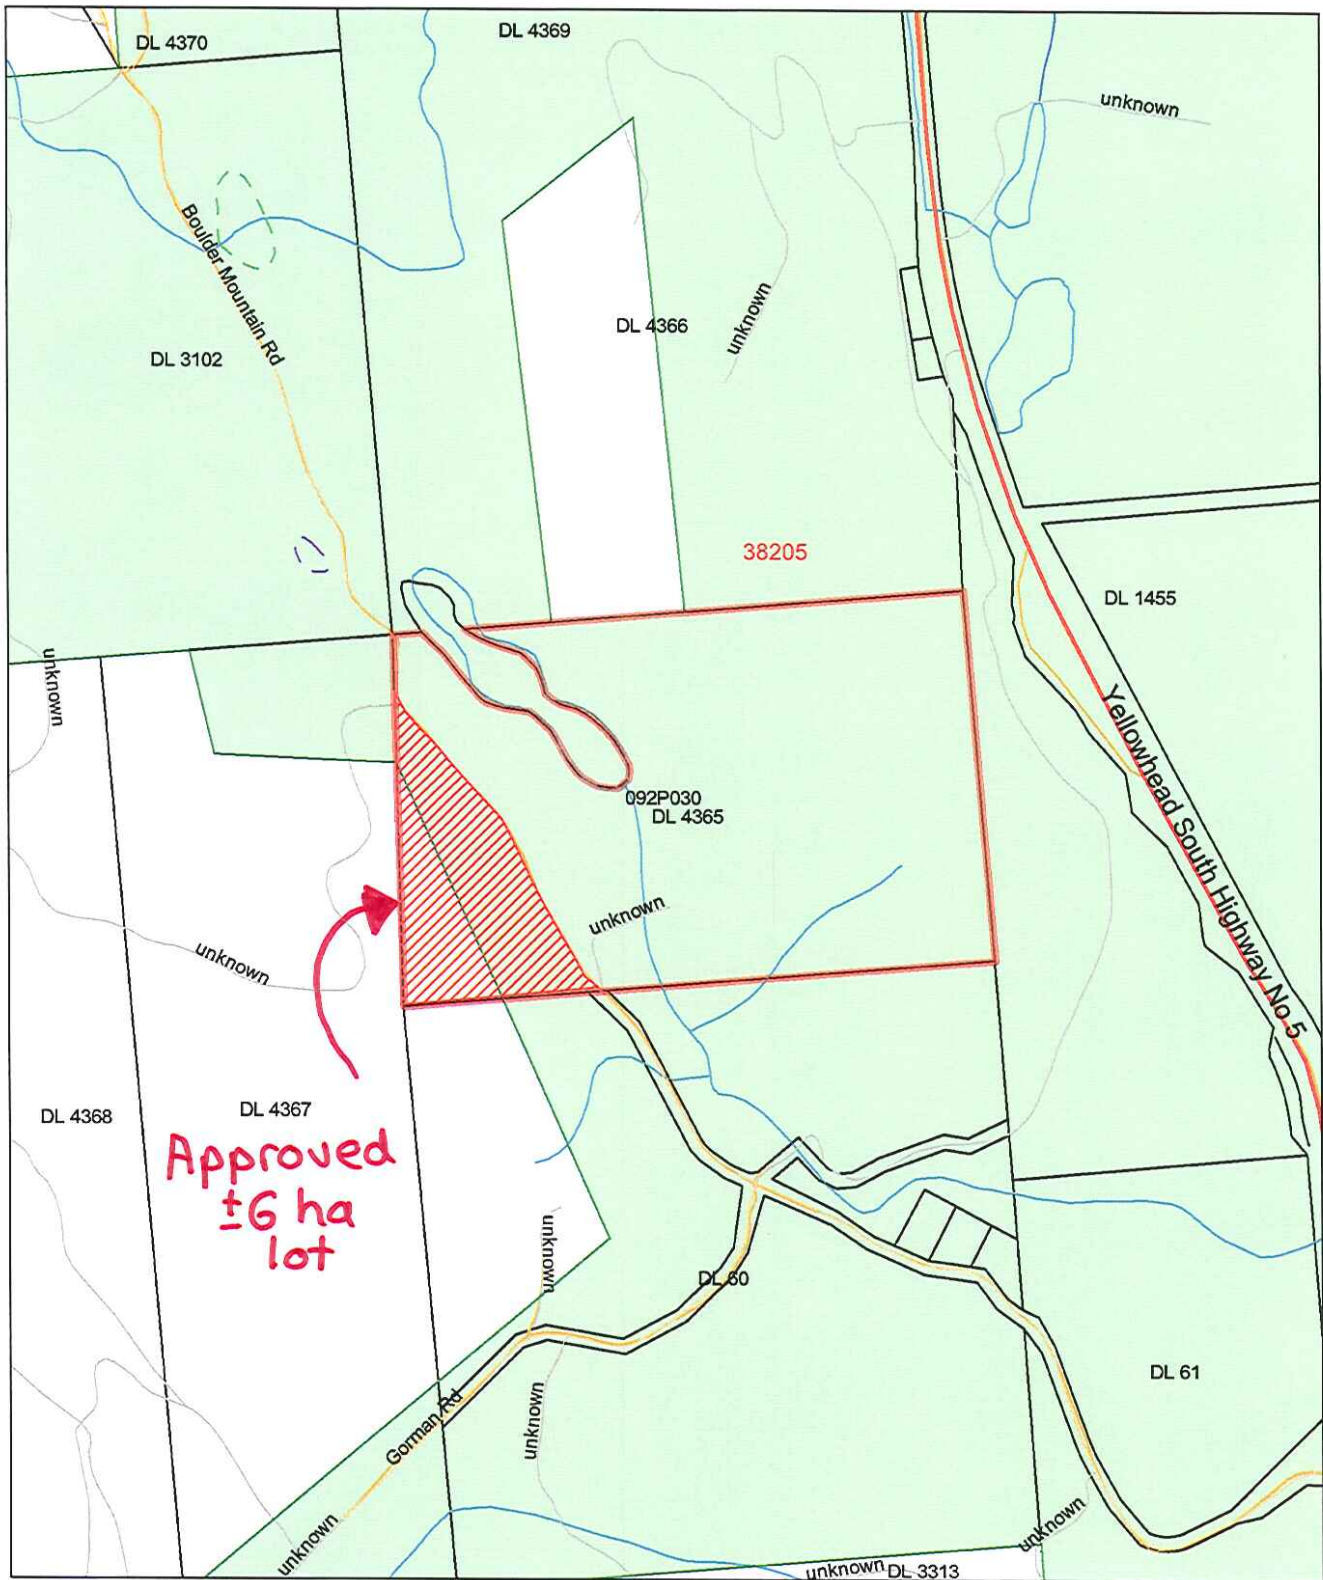 DL 4370
DL 4369
unknown
Boulder Mountain Rd
DL 3102
DL 4366
unknown
38205
DL 1455
unknown
Yellowhead South Highway No 5
092P030
DL 4365
unknown
unknown
DL 4368
DL 4367
Approved
±6 ha
lot
unknown
DL 60
DL 61
Gorman Rd
unknown
unknown
unknown
unknown
DL 3313